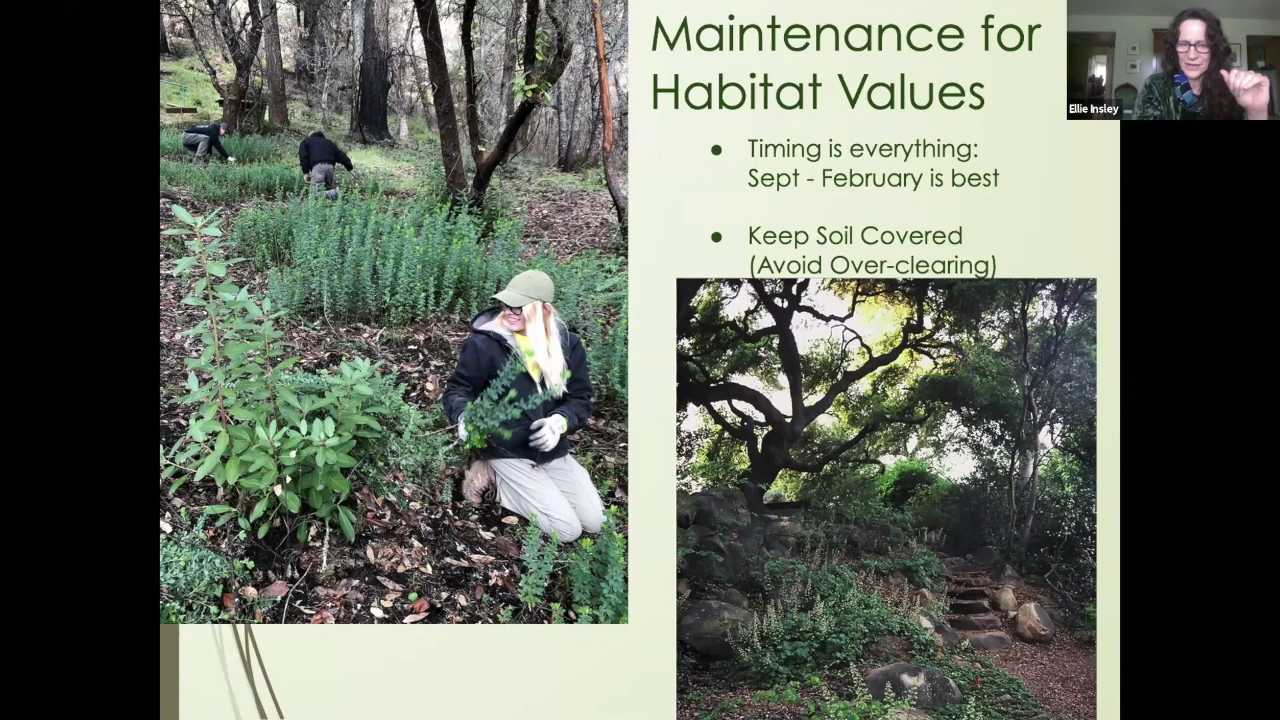 Maintenance for
Habitat Values
Ellie Insley
● Timing is everything:
Sept - February is best
● Keep Soil Covered
(Avoid Over-clearing)